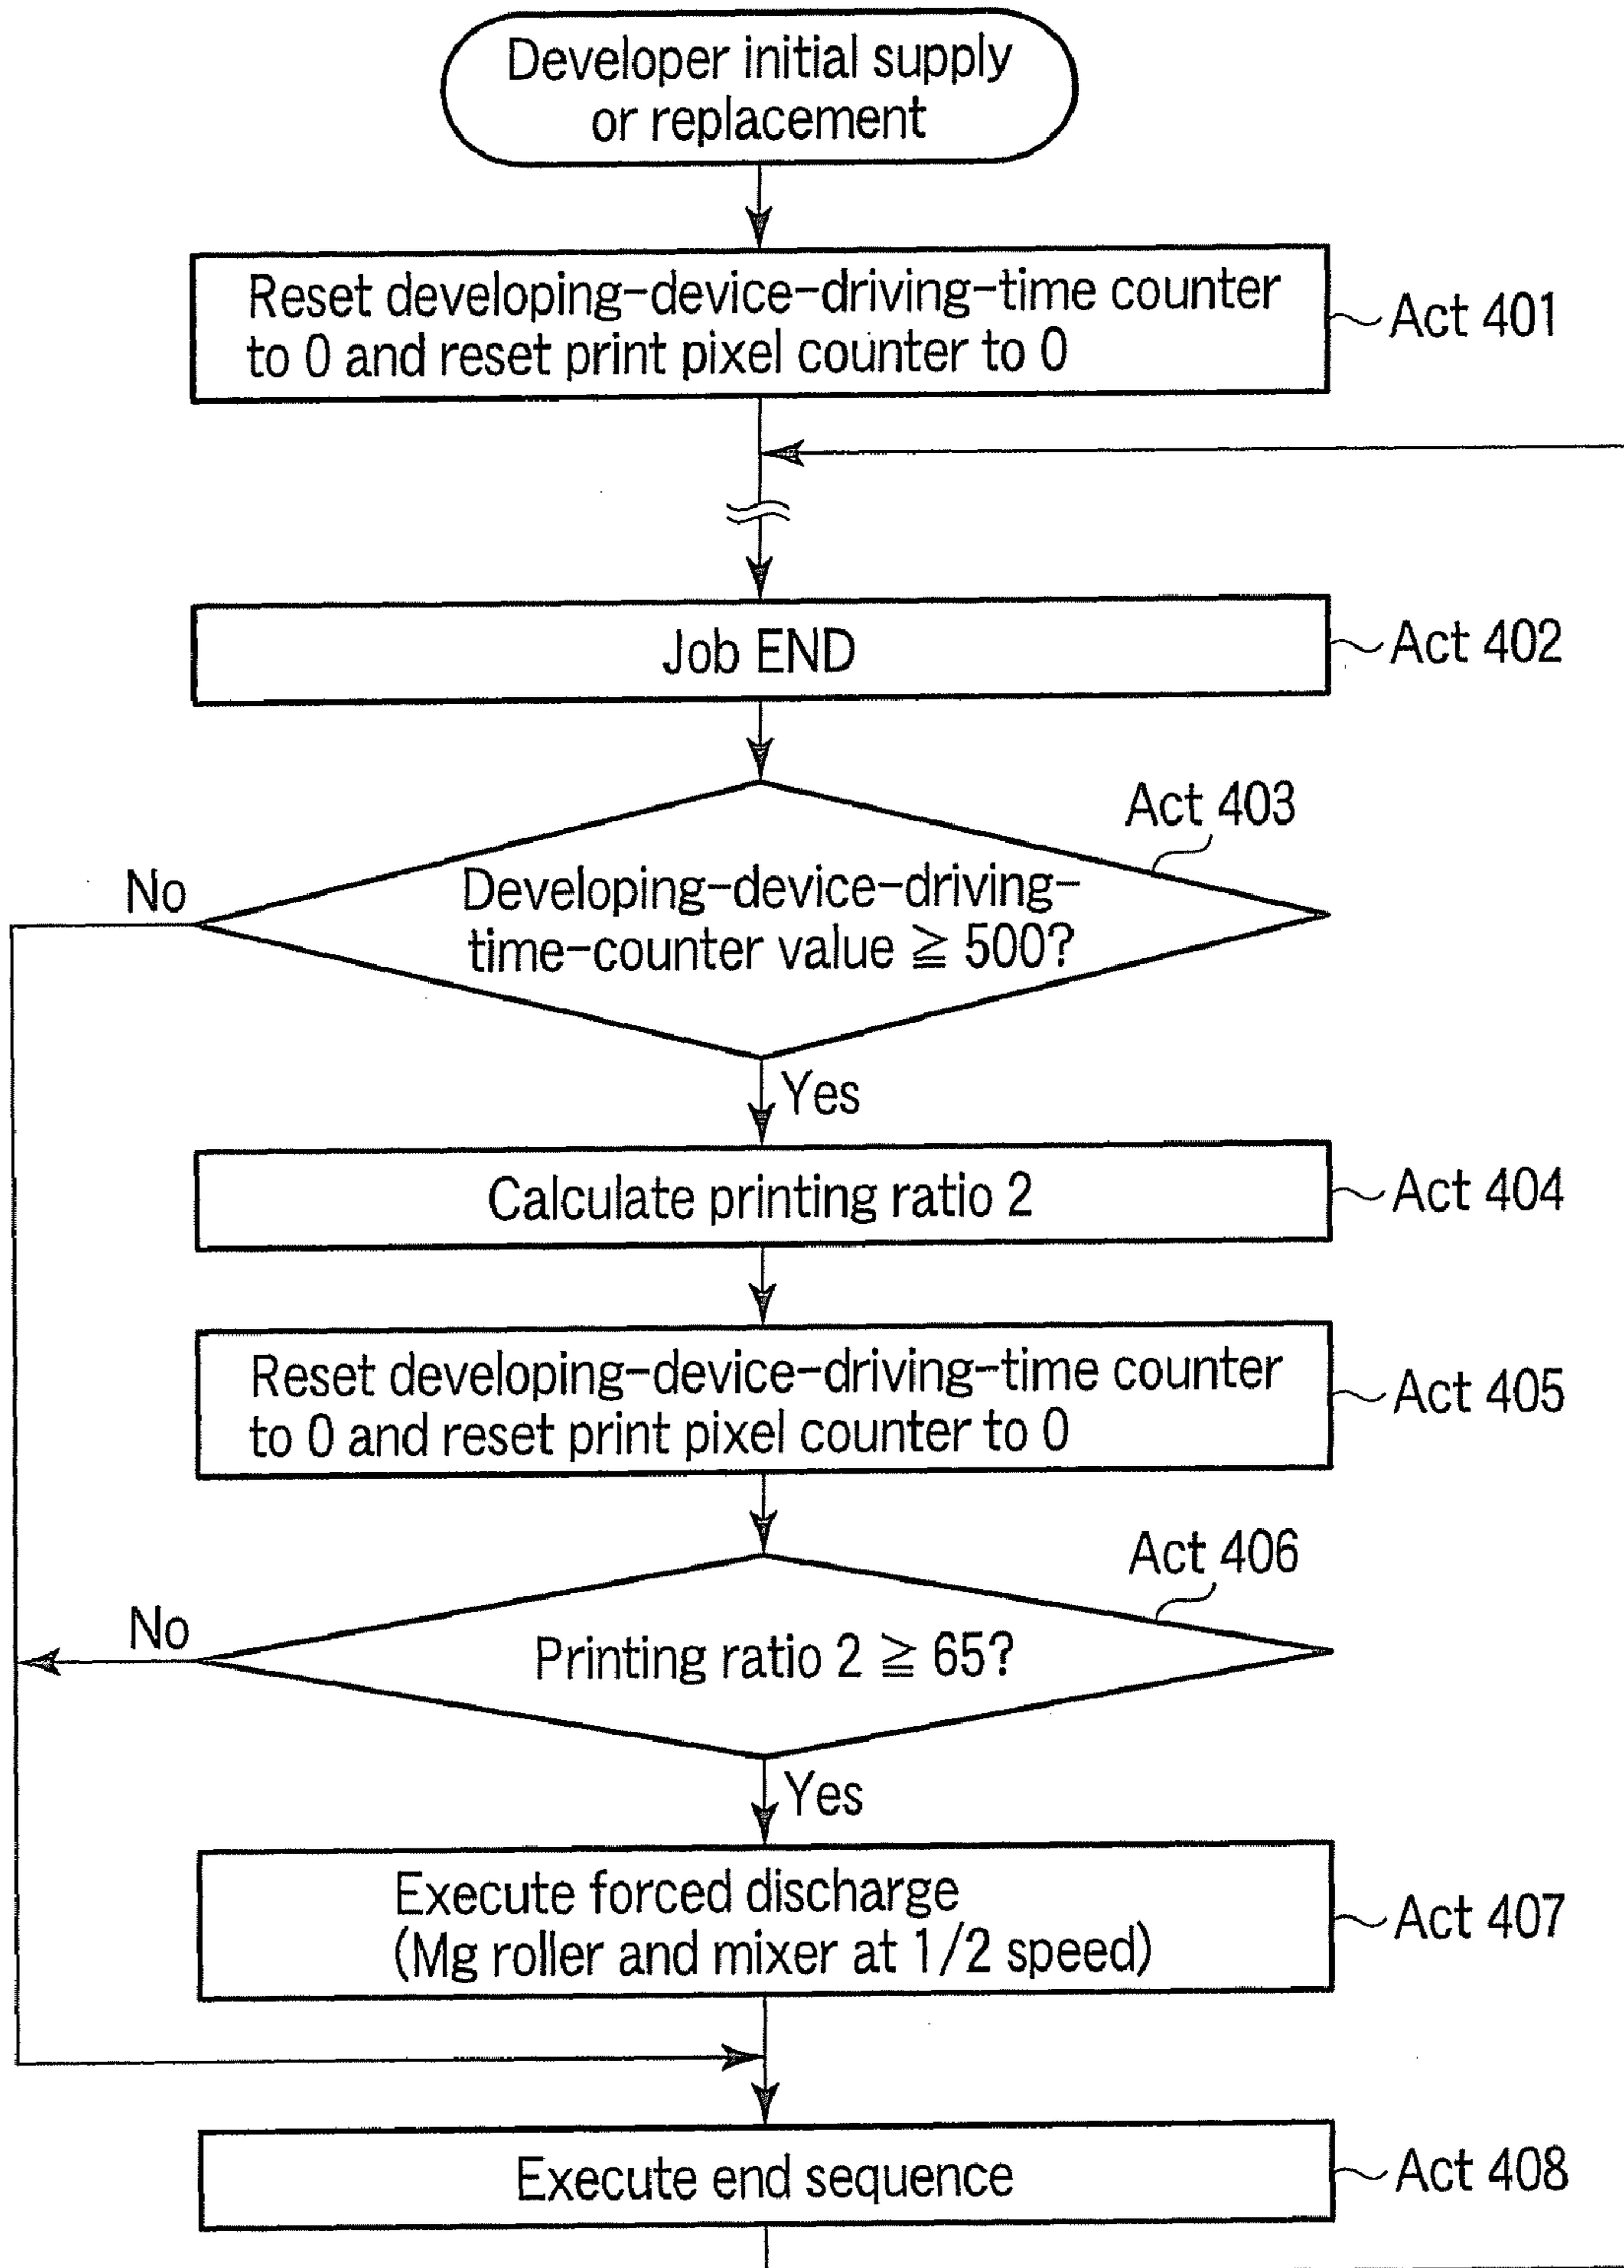 Developer initial supply
or replacement
Reset developing-device-driving-time counter
to 0 and reset print pixel counter to 0
Act 401
Job END
Act 402
Act 403
No
Developing-device-driving-
time-counter value ≧ 500?
Yes
Calculate printing ratio 2
Act 404
Reset developing-device-driving-time counter
to 0 and reset print pixel counter to 0
Act 405
Act 406
No
Printing ratio 2 ≧ 65?
Yes
Execute forced discharge
(Mg roller and mixer at 1/2 speed)
Act 407
Execute end sequence
Act 408